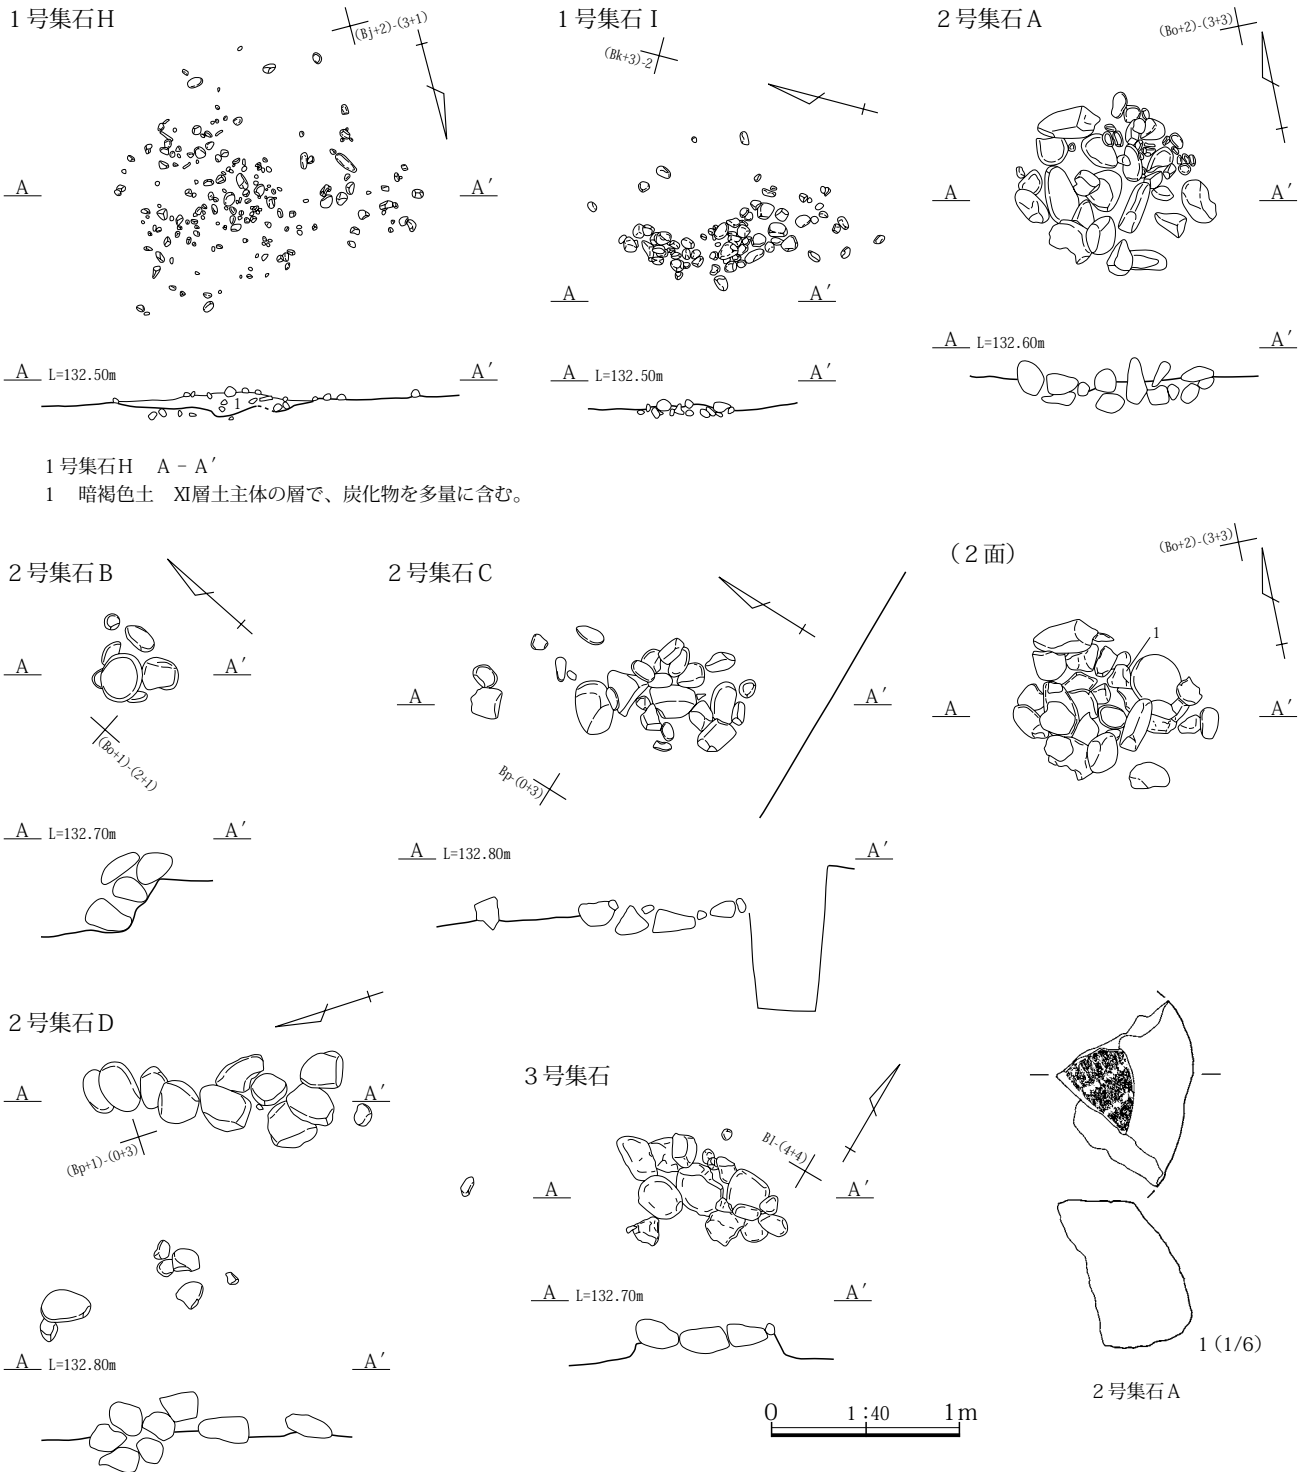 1号集石H
(Bj+2)-(3+1)
A
A′
A L=132.50m
A′
1
1号集石H A－A′
1 暗褐色土 Ⅺ層土主体の層で、炭化物を多量に含む。
1号集石I
(Bk+3)-2
A
A′
A L=132.50m
A′
2号集石A
(Bo+2)-(3+3)
A
A′
A L=132.60m
A′
2号集石B
A
A′
(Bo+1)-(2+1)
A L=132.70m
A′
2号集石C
A
A′
Bp-(0+3)
A L=132.80m
A′
（2面）
(Bo+2)-(3+3)
1
A
A′
2号集石D
A
A′
(Bp+1)-(0+3)
A L=132.80m
A′
3号集石
Bl-(4+4)
A
A′
A L=132.70m
A′
0 1:40 1m
1(1/6)
2号集石A